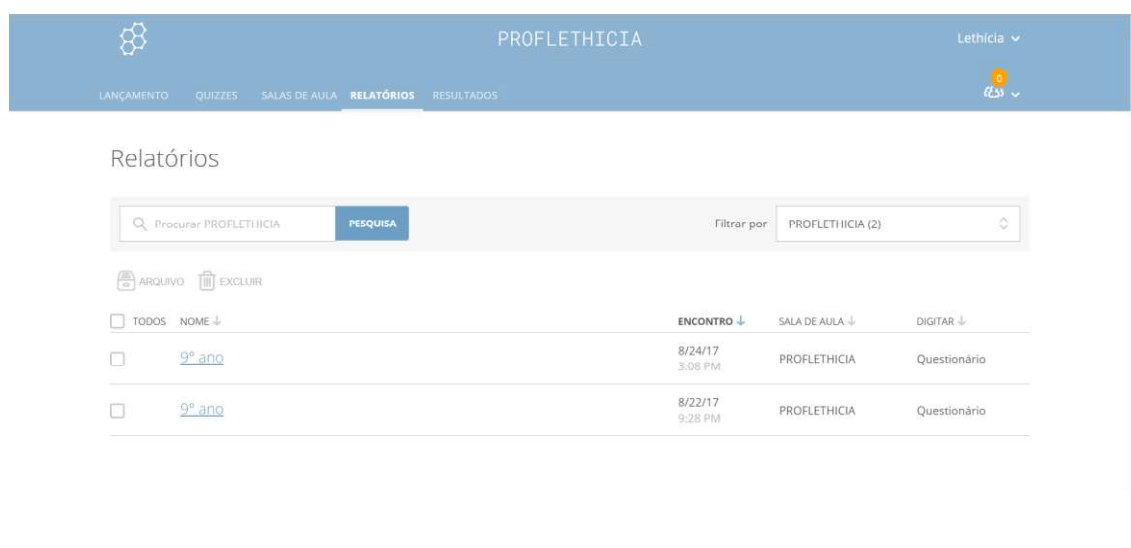 PROFLETHICIA
Lethícia
0
LANÇAMENTO QUIZZES SALAS DE AULA RELATÓRIOS RESULTADOS
Relatórios
Procurar PROFLETHICIA PESQUISA Filtrar por PROFLETHICIA (2)
ARQUIVO EXCLUIR
TODOS NOME ENCONTRO SALA DE AULA DIGITAR
9º ano 8/24/17 3:08 PM PROFLETHICIA Questionário
9º ano 8/22/17 9:28 PM PROFLETHICIA Questionário